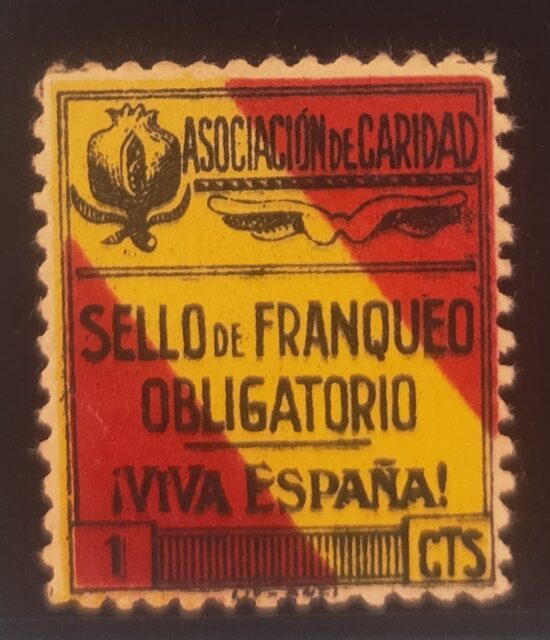 ASOCIACIÓN DE CARIDAD
SELLO DE FRANQUEO
OBLIGATORIO
¡VIVA ESPAÑA!
1 CTS